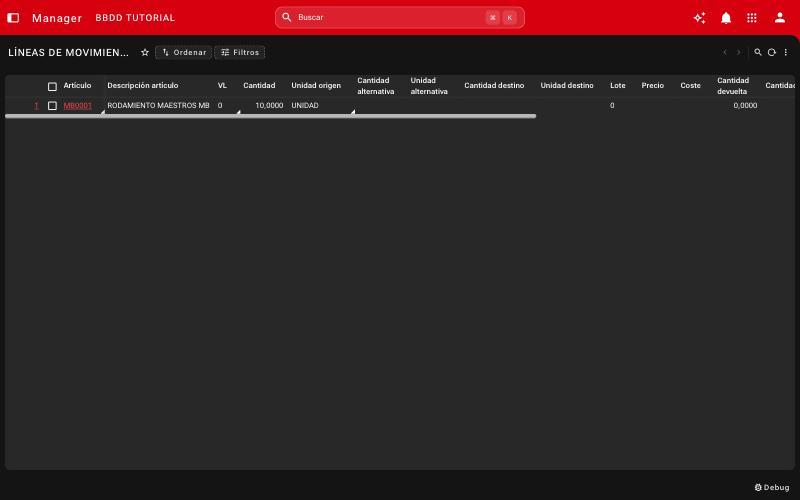 Manager BBDD TUTORIAL Buscar ⌘ K
LÍNEAS DE MOVIMIEN... Ordenar Filtros
Artículo Descripción artículo VL Cantidad Unidad origen Cantidad alternativa Unidad alternativa Cantidad destino Unidad destino Lote Precio Coste Cantidad devuelta Cantidad
1 MB0001 RODAMIENTO MAESTROS MB 0 10,0000 UNIDAD 0 0,0000
Debug